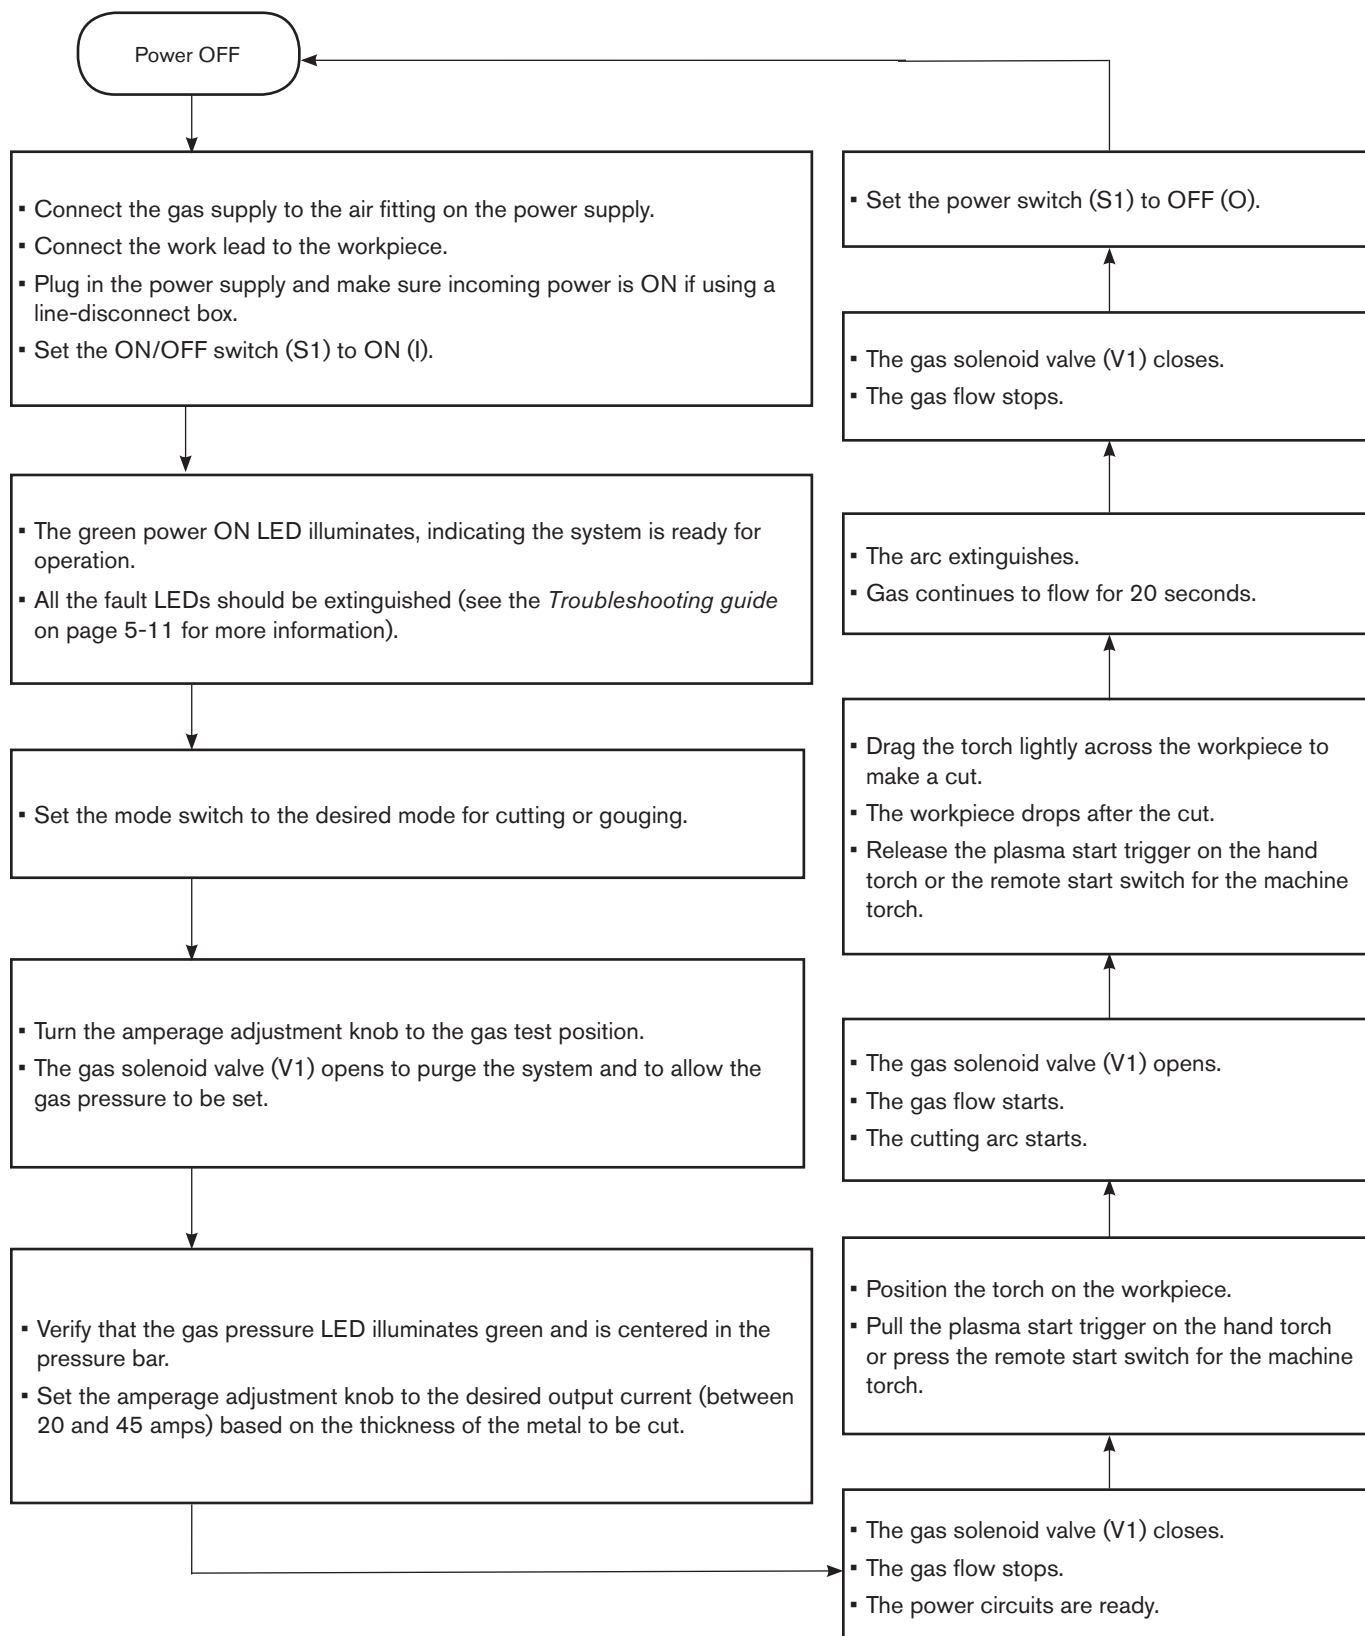 Power OFF
▪ Connect the gas supply to the air fitting on the power supply.
▪ Connect the work lead to the workpiece.
▪ Plug in the power supply and make sure incoming power is ON if using a
line-disconnect box.
▪ Set the ON/OFF switch (S1) to ON (I).
▪ The green power ON LED illuminates, indicating the system is ready for
operation.
▪ All the fault LEDs should be extinguished (see the Troubleshooting guide
on page 5-11 for more information).
▪ Set the mode switch to the desired mode for cutting or gouging.
▪ Turn the amperage adjustment knob to the gas test position.
▪ The gas solenoid valve (V1) opens to purge the system and to allow the
gas pressure to be set.
▪ Verify that the gas pressure LED illuminates green and is centered in the
pressure bar.
▪ Set the amperage adjustment knob to the desired output current (between
20 and 45 amps) based on the thickness of the metal to be cut.
▪ The gas solenoid valve (V1) closes.
▪ The gas flow stops.
▪ The power circuits are ready.
▪ Position the torch on the workpiece.
▪ Pull the plasma start trigger on the hand torch
or press the remote start switch for the machine
torch.
▪ The gas solenoid valve (V1) opens.
▪ The gas flow starts.
▪ The cutting arc starts.
▪ Drag the torch lightly across the workpiece to
make a cut.
▪ The workpiece drops after the cut.
▪ Release the plasma start trigger on the hand
torch or the remote start switch for the machine
torch.
▪ The arc extinguishes.
▪ Gas continues to flow for 20 seconds.
▪ The gas solenoid valve (V1) closes.
▪ The gas flow stops.
▪ Set the power switch (S1) to OFF (O).